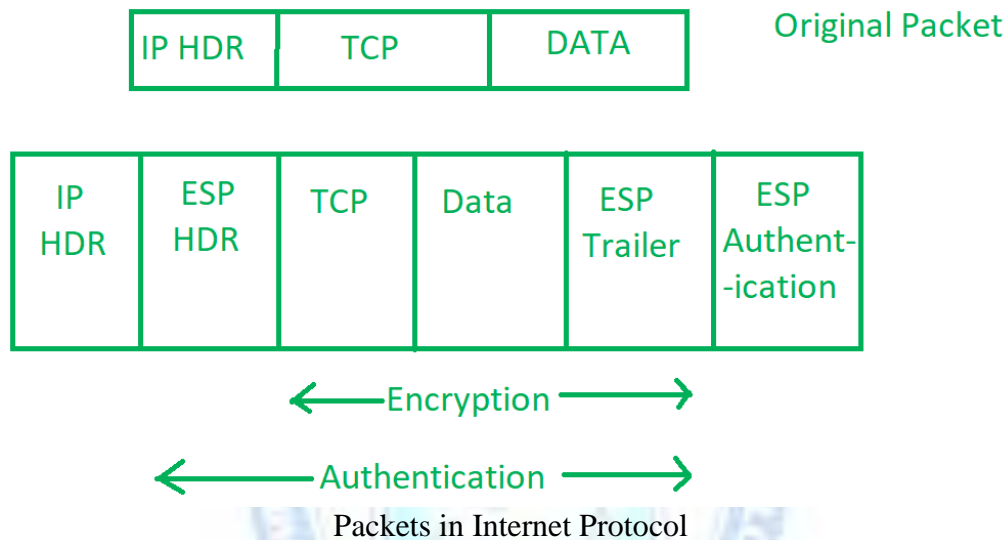 Original Packet
IP HDR TCP DATA
IP HDR ESP HDR TCP Data ESP Trailer ESP Authent-
-ication
Encryption
Authentication
Packets in Internet Protocol